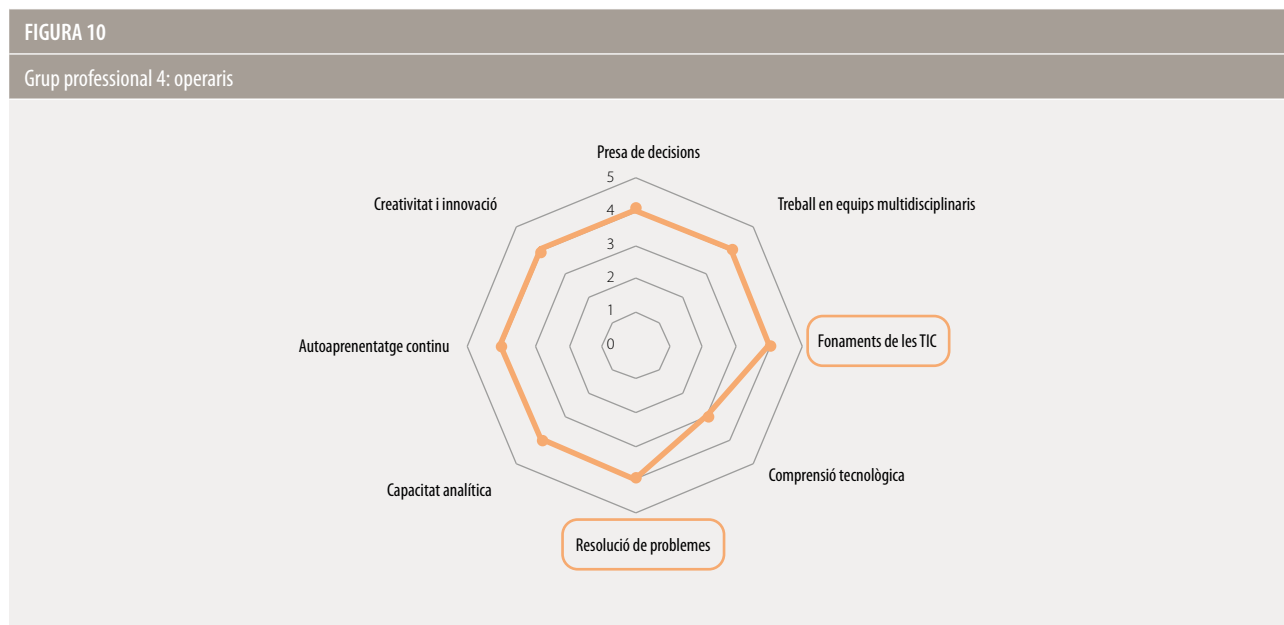 FIGURA 10
Grup professional 4: operaris
Presa de decisions
5
Creativitat i innovació
Treball en equips multidisciplinaris
4
3
2
1
0
Autoaprenentatge continu
Fonaments de les TIC
Comprensió tecnològica
Capacitat analítica
Resolució de problemes